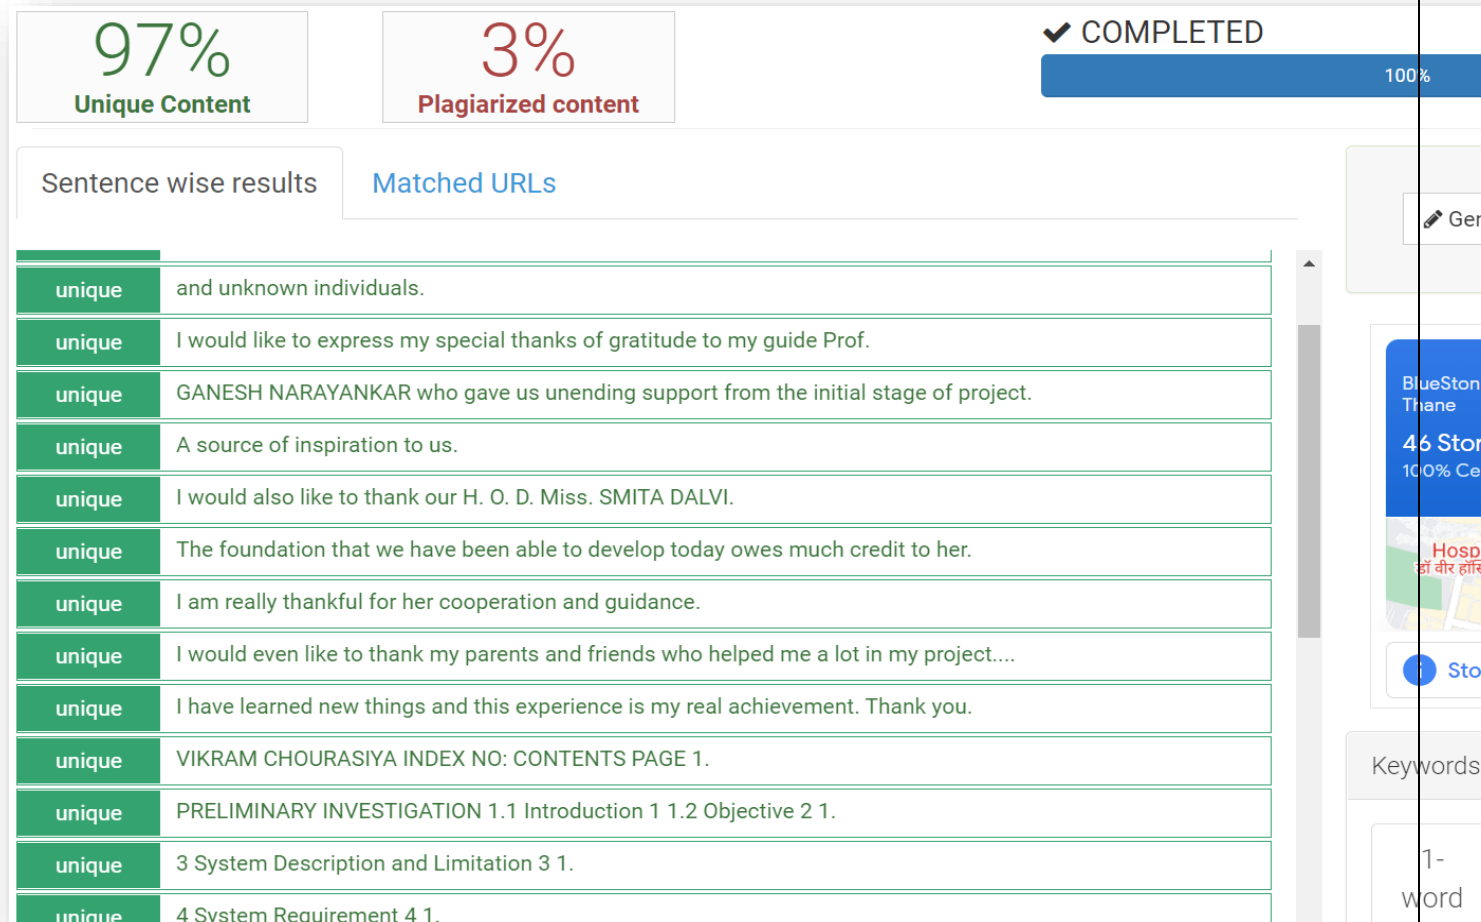 97%
Unique Content
3%
Plagiarized content
COMPLETED
100%
Sentence wise results
Matched URLs
unique and unknown individuals.
unique I would like to express my special thanks of gratitude to my guide Prof.
unique GANESH NARAYANKAR who gave us unending support from the initial stage of project.
unique A source of inspiration to us.
unique I would also like to thank our H. O. D. Miss. SMITA DALVI.
unique The foundation that we have been able to develop today owes much credit to her.
unique I am really thankful for her cooperation and guidance.
unique I would even like to thank my parents and friends who helped me a lot in my project....
unique I have learned new things and this experience is my real achievement. Thank you.
unique VIKRAM CHOURASIYA INDEX NO: CONTENTS PAGE 1.
unique PRELIMINARY INVESTIGATION 1.1 Introduction 1 1.2 Objective 2 1.
unique 3 System Description and Limitation 3 1.
unique 4 System Requirement 4 1.
Ger
BlueSton
Thane
46 Stor
100% Ce
Hosp
डॉ वीर
Sto
Keywords
1-
word